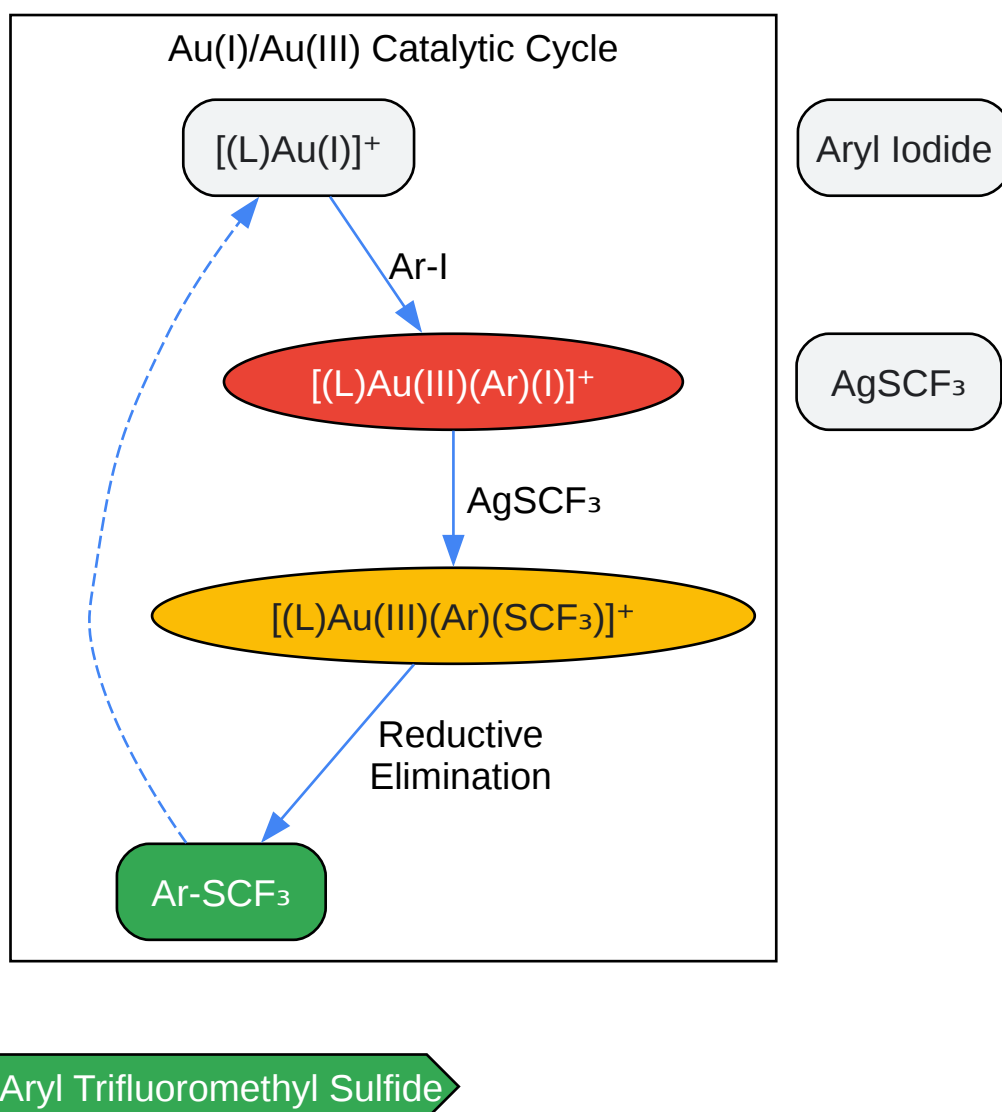 Au(I)/Au(III) Catalytic Cycle
[(L)Au(I)]⁺
Aryl Iodide
Ar-I
[(L)Au(III)(Ar)(I)]⁺
AgSCF₃
AgSCF₃
[(L)Au(III)(Ar)(SCF₃)]⁺
Reductive
Elimination
Ar-SCF₃
Aryl Trifluoromethyl Sulfide